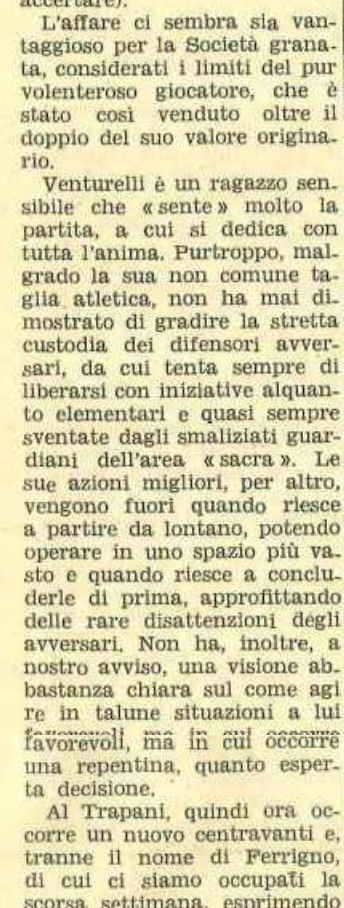 accertare).
L'affare ci sembra sia van-
taggioso per la Società grana-
ta, considerati i limiti del pur
volenteroso giocatore, che è
stato così venduto oltre il
doppio del suo valore origina-
rio.
Venturelli è un ragazzo sen-
sibile che « sente » molto la
partita, a cui si dedica con
tutta l'anima. Purtroppo, mal-
grado la sua non comune ta-
glia atletica, non ha mai di-
mostrato di gradire la stretta
custodia dei difensori avver-
sari, da cui tenta sempre di
liberarsi con iniziative alquan-
to elementari e quasi sempre
sventate dagli smaliziati guar-
diani dell'area « sacra ». Le
sue azioni migliori, per altro,
vengono fuori quando riesce
a partire da lontano, potendo
operare in uno spazio più va-
sto e quando riesce a conclu-
derle di prima, approfittando
delle rare disattenzioni degli
avversari. Non ha, inoltre, a
nostro avviso, una visione ab-
bastanza chiara sul come agi
re in talune situazioni a lui
favorevoli, ma in cui occorre
una repentina, quanto esper-
ta decisione.
Al Trapani, quindi ora oc-
corre un nuovo centravanti e,
tranne il nome di Ferrigno,
di cui ci siamo occupati la
scorsa settimana, esprimendo